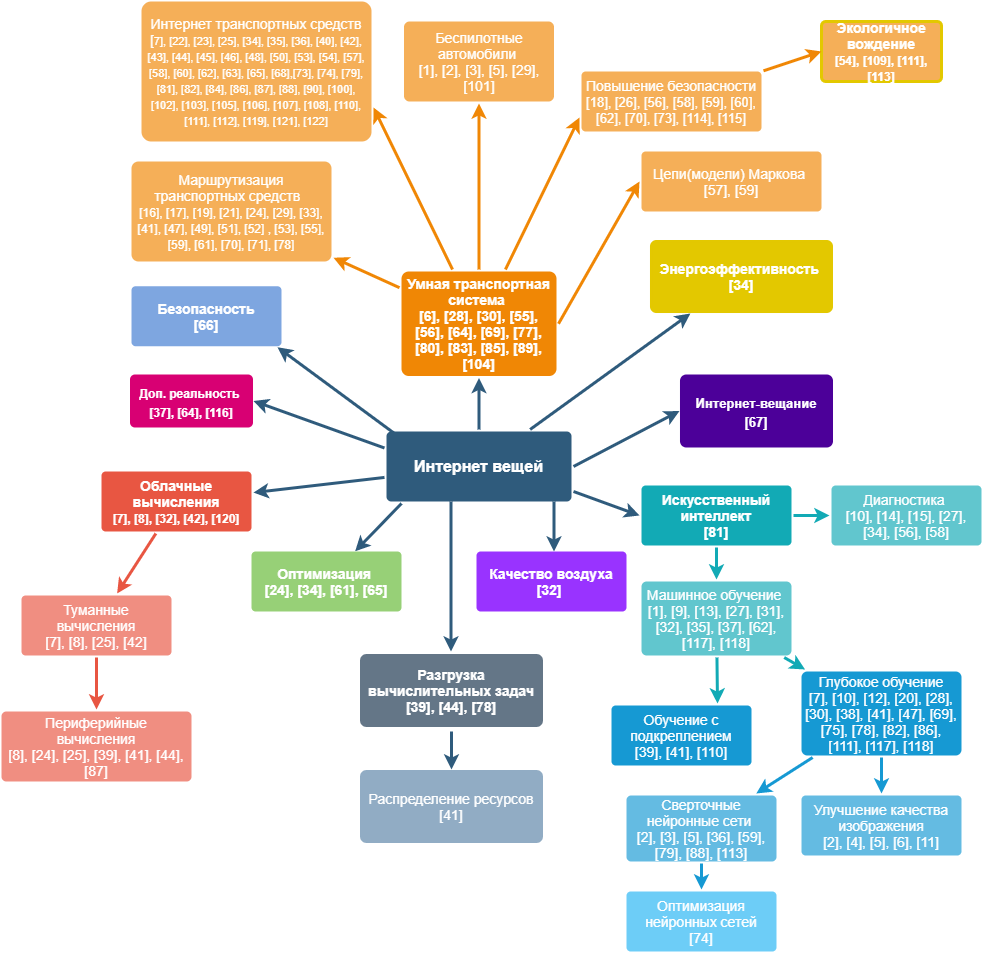 Интернет транспортных средств
[7], [22], [23], [25], [34], [35], [36], [40], [42],
[43], [44], [45], [46], [48], [50], [53], [54], [57],
[58], [60], [62], [63], [65], [68],[73], [74], [79],
[81], [82], [84], [86], [87], [88], [90], [100],
[102], [103], [105], [106], [107], [108], [110],
[111], [112], [119], [121], [122]
Беспилотные
автомобили
[1], [2], [3], [5], [29],
[101]
Экологичное
вождение
[54], [109], [111],
[113]
Повышение безопасности
[18], [26], [56], [58], [59], [60],
[62], [70], [73], [114], [115]
Маршрутизация
транспортных средств
[16], [17], [19], [21], [24], [29], [33],
[41], [47], [49], [51], [52] , [53], [55],
[59], [61], [70], [71], [78]
Цепи(модели) Маркова
[57], [59]
Умная транспортная
система
[6], [28], [30], [55],
[56], [64], [69], [77],
[80], [83], [85], [89],
[104]
Энергоэффективность
[34]
Безопасность
[66]
Доп. реальность
[37], [64], [116]
Интернет-вещание
[67]
Интернет вещей
Облачные
вычисления
[7], [8], [32], [42], [120]
Искусственный
интеллект
[81]
Диагностика
[10], [14], [15], [27],
[34], [56], [58]
Оптимизация
[24], [34], [61], [65]
Качество воздуха
[32]
Машинное обучение
[1], [9], [13], [27], [31],
[32], [35], [37], [62],
[117], [118]
Туманные
вычисления
[7], [8], [25], [42]
Разгрузка
вычислительных задач
[39], [44], [78]
Глубокое обучение
[7], [10], [12], [20], [28],
[30], [38], [41], [47], [69],
[75], [78], [82], [86],
[111], [117], [118]
Периферийные
вычисления
[8], [24], [25], [39], [41], [44],
[87]
Обучение с
подкреплением
[39], [41], [110]
Распределение ресурсов
[41]
Сверточные
нейронные сети
[2], [3], [5], [36], [59],
[79], [88], [113]
Улучшение качества
изображения
[2], [4], [5], [6], [11]
Оптимизация
нейронных сетей
[74]